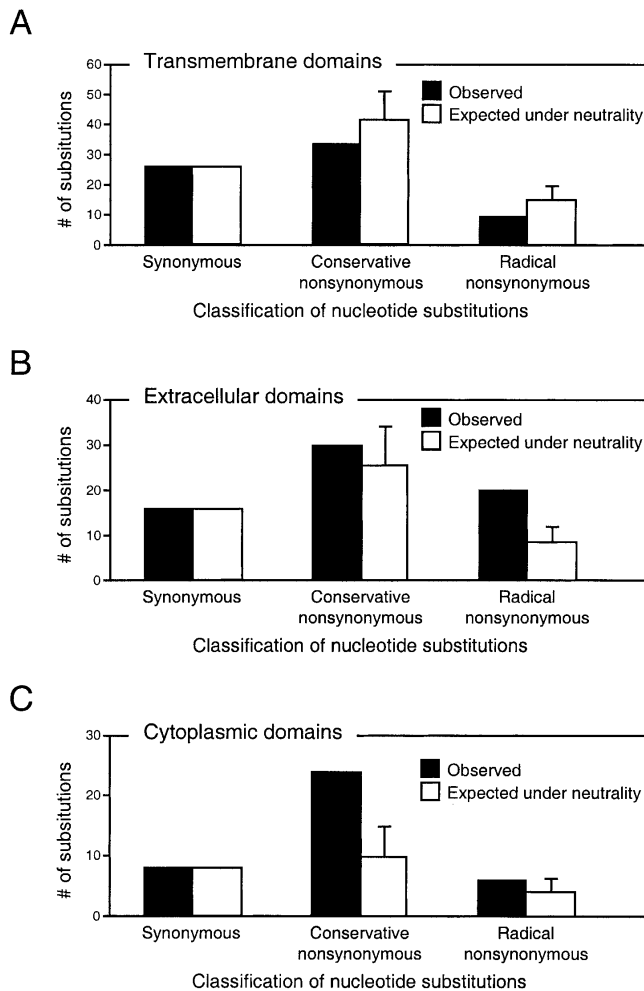 A
Transmembrane domains
60
50
40
30
20
10
0
# of subsitutions
Observed
Expected under neutrality
Synonymous
Conservative
nonsynonymous
Radical
nonsynonymous
Classification of nucleotide substitutions
B
Extracellular domains
40
30
20
10
0
# of subsitutions
Observed
Expected under neutrality
Synonymous
Conservative
nonsynonymous
Radical
nonsynonymous
Classification of nucleotide substitutions
C
Cytoplasmic domains
30
20
10
0
# of subsitutions
Observed
Expected under neutrality
Synonymous
Conservative
nonsynonymous
Radical
nonsynonymous
Classification of nucleotide substitutions